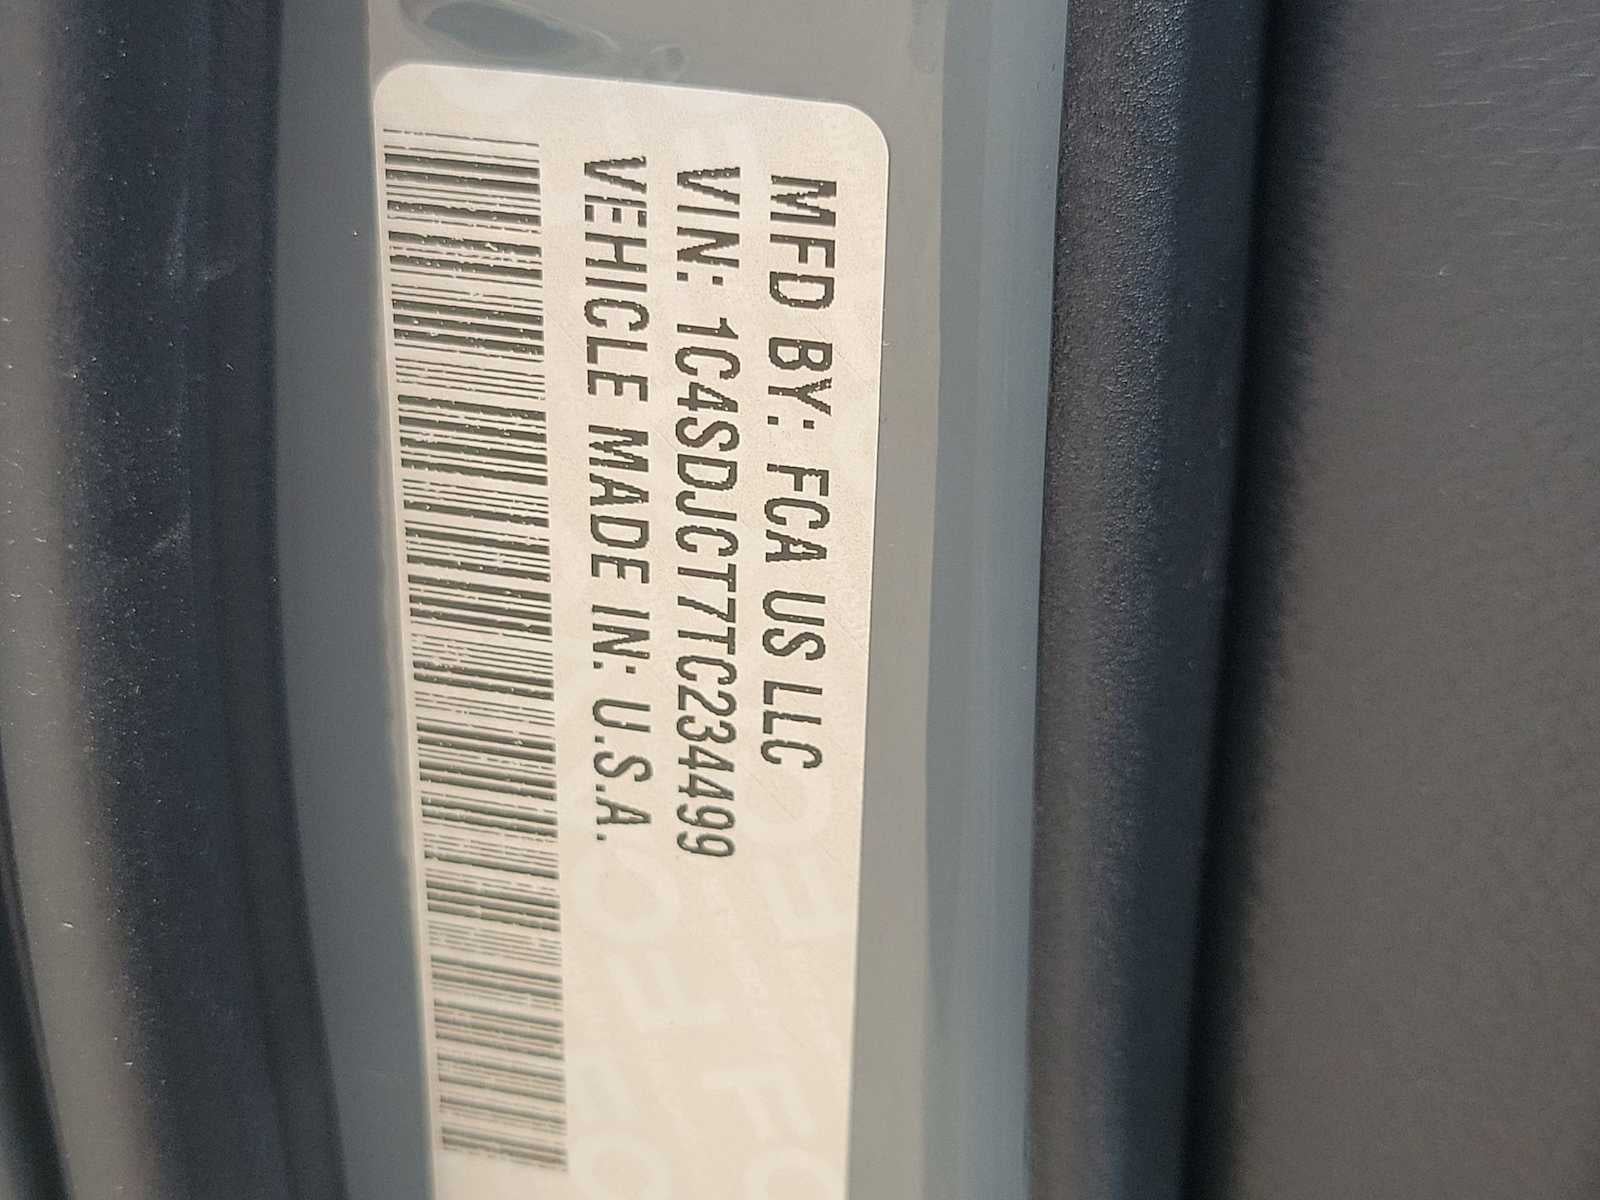 MFD BY: FCA US LLC
VIN: 1C4SDJCT7TC234499
VEHICLE MADE IN: U.S.A.